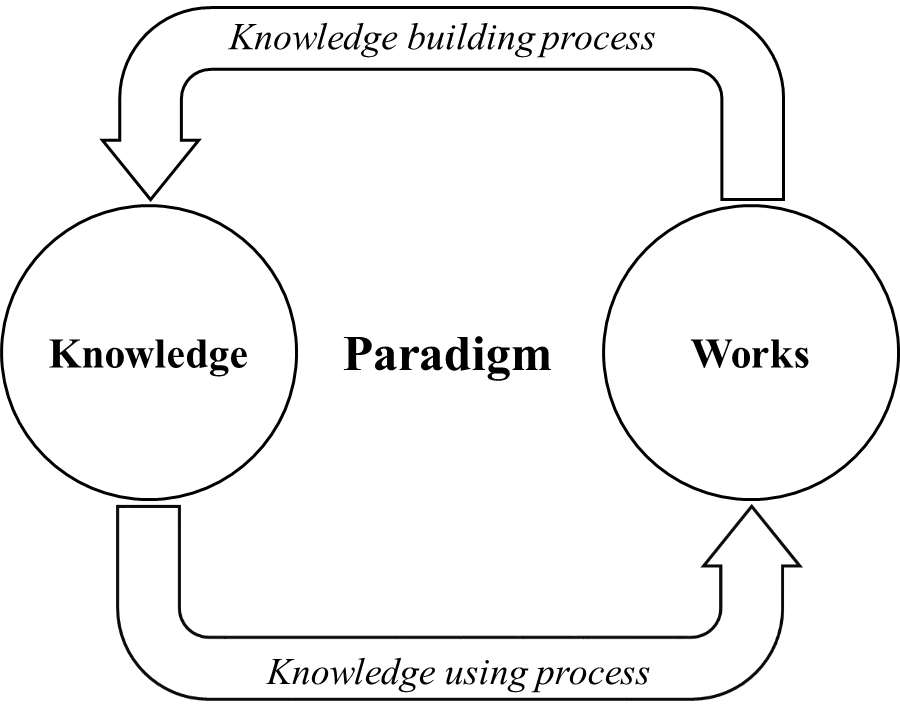 Knowledge building process
Knowledge
Paradigm
Works
Knowledge using process